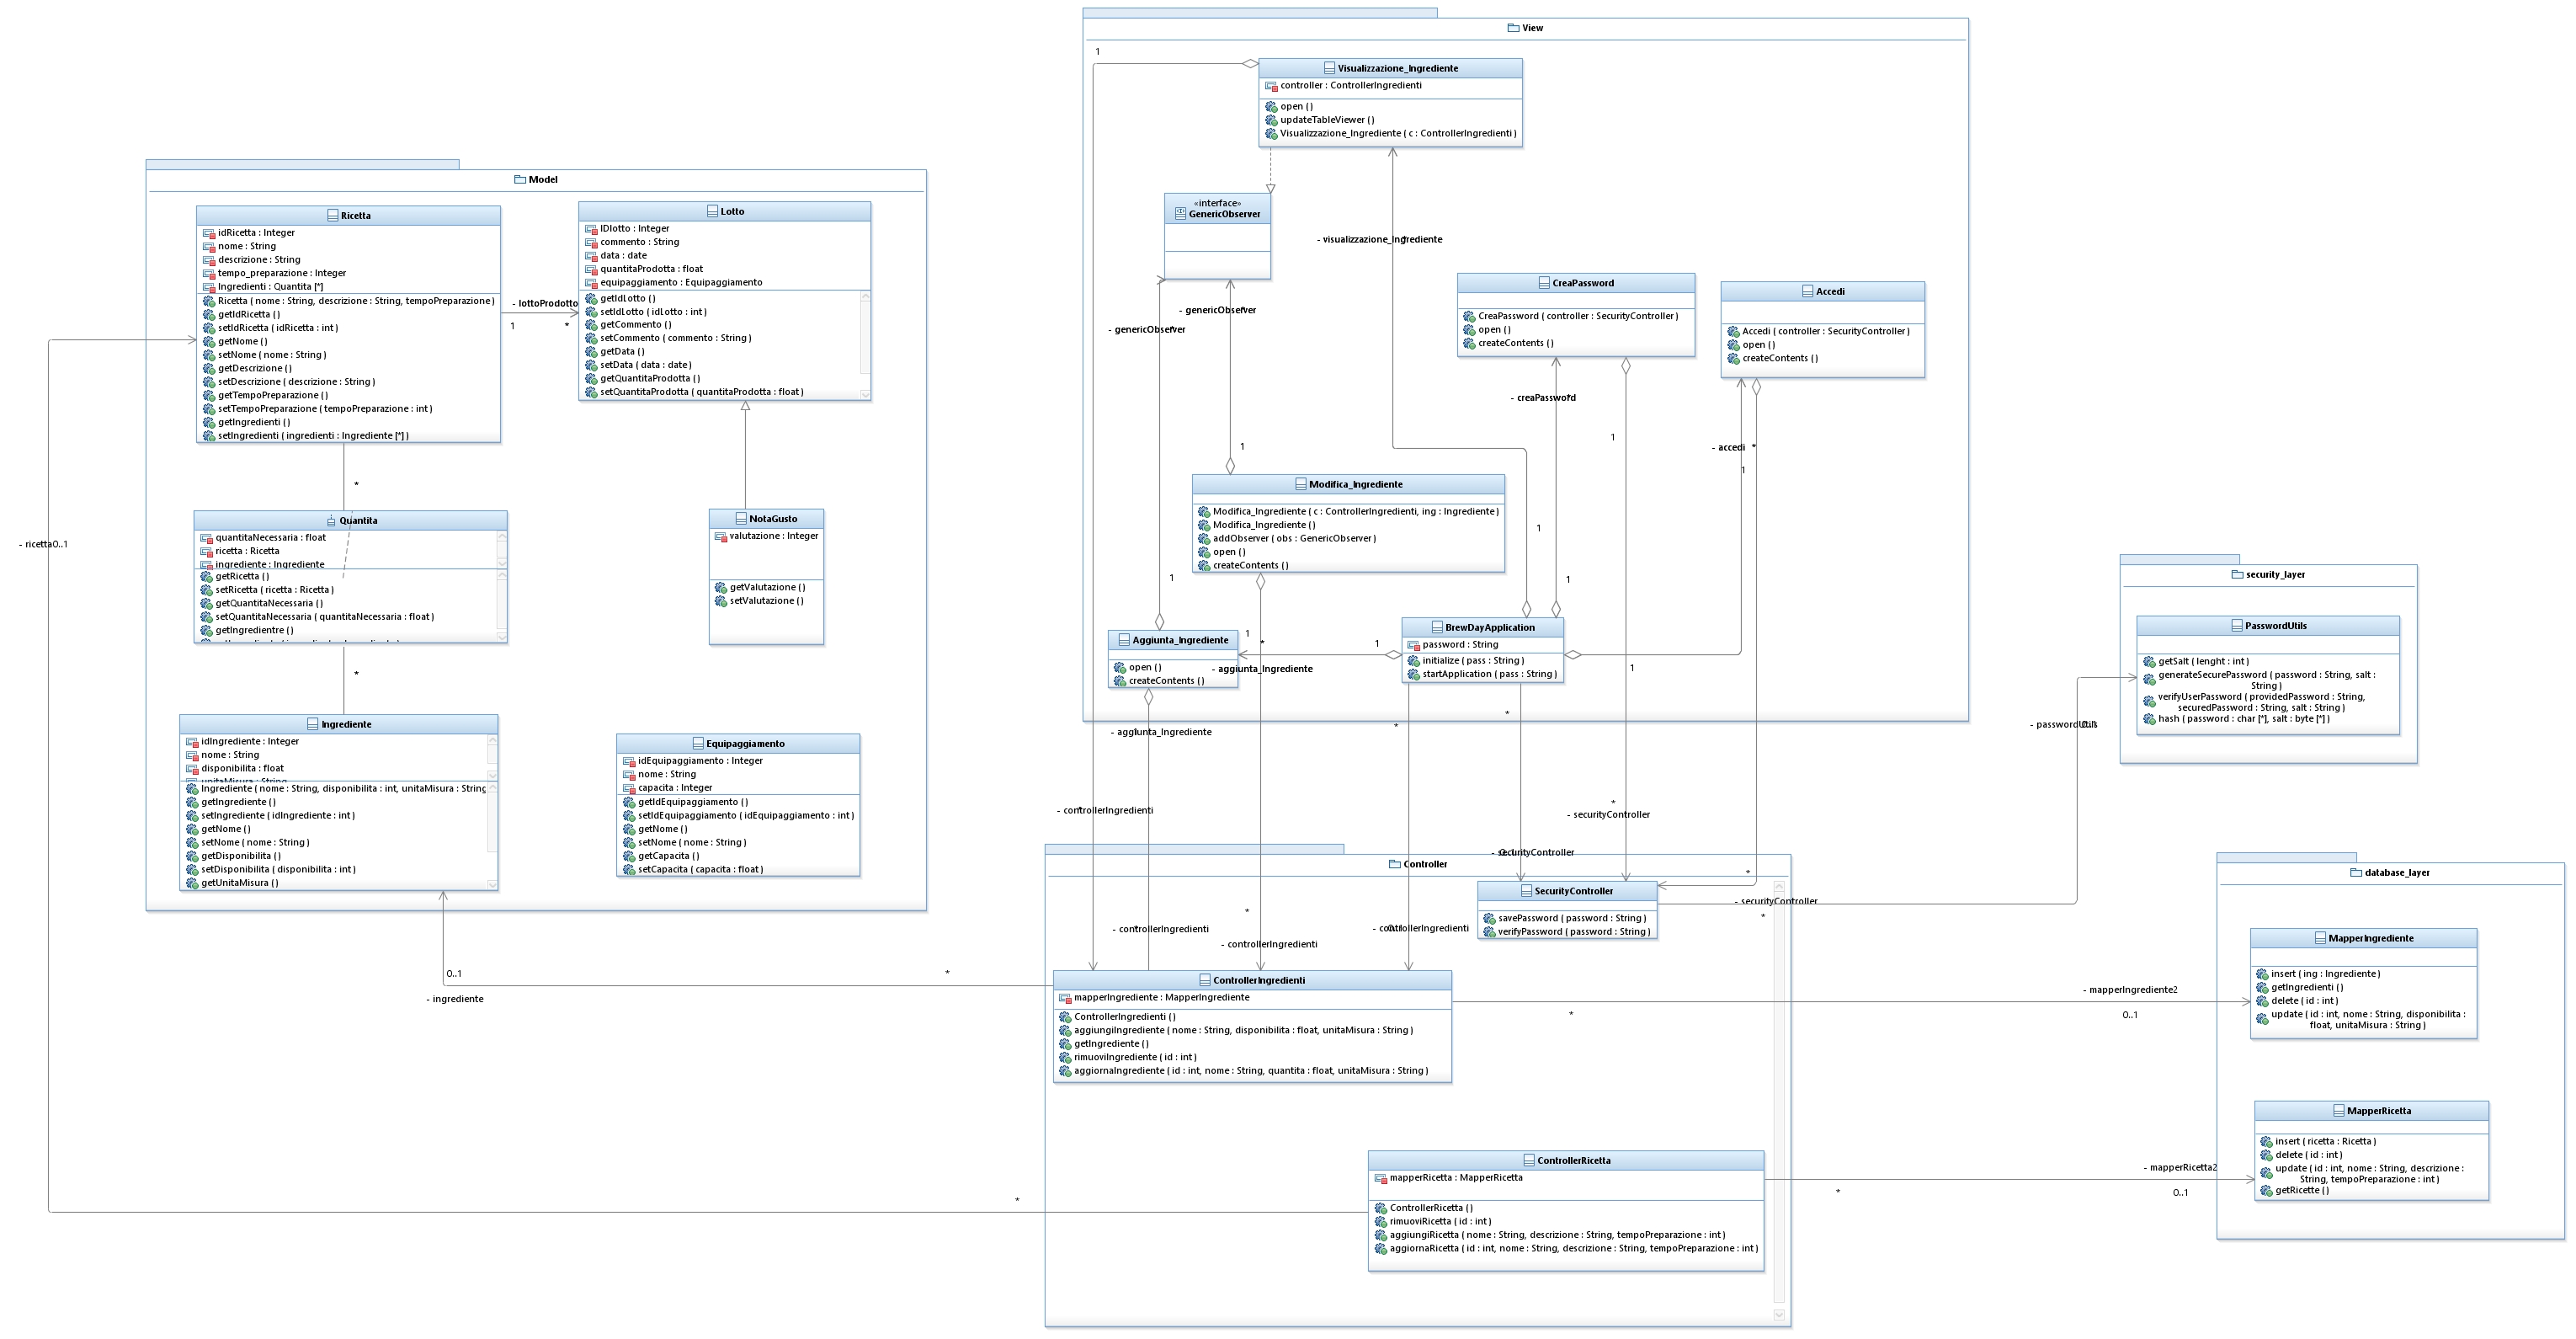 View
1
Visualizzazione_Ingrediente
controller : ControllerIngredienti
open ( )
updateTableViewer ( )
Visualizzazione_Ingrediente ( c : ControllerIngredienti )
«interface»
GenericObserver
- visualizzazione_Ingrediente
*
- genericObserver
*
- genericObserver
*
CreaPassword
CreaPassword ( controller : SecurityController )
open ( )
createContents ( )
Accedi
Accedi ( controller : SecurityController )
open ( )
createContents ( )
- creaPassword
*
1
- accedi
*
1
1
Modifica_Ingrediente
Modifica_Ingrediente ( c : ControllerIngredienti, ing : Ingrediente )
Modifica_Ingrediente ( )
addObserver ( obs : GenericObserver )
open ( )
createContents ( )
1
1
1
Aggiunta_Ingrediente
open ( )
createContents ( )
1
*
1
- aggiunta_Ingrediente
BrewDayApplication
password : String
initialize ( pass : String )
startApplication ( pass : String )
1
*
*
- aggiunta_Ingrediente
Model
Ricetta
idRicetta : Integer
nome : String
descrizione : String
tempo_preparazione : Integer
Ingredienti : Quantita [*]
Ricetta ( nome : String, descrizione : String, tempoPreparazione )
getIdRicetta ( )
setIdRicetta ( idRicetta : int )
getNome ( )
setNome ( nome : String )
getDescrizione ( )
setDescrizione ( descrizione : String )
getTempoPreparazione ( )
setTempoPreparazione ( tempoPreparazione : int )
getIngredienti ( )
setIngredienti ( ingredienti : Ingrediente [*] )
- lottoProdotto
1
*
Lotto
IDlotto : Integer
commento : String
data : date
quantitaProdotta : float
equipaggiamento : Equipaggiamento
getIdLotto ( )
setIdLotto ( idLotto : int )
getCommento ( )
setCommento ( commento : String )
getData ( )
setData ( data : date )
getQuantitaProdotta ( )
setQuantitaProdotta ( quantitaProdotta : float )
*
Quantita
quantitaNecessaria : float
ricetta : Ricetta
ingrediente : Ingrediente
getRicetta ( )
setRicetta ( ricetta : Ricetta )
getQuantitaNecessaria ( )
setQuantitaNecessaria ( quantitaNecessaria : float )
getIngredientre ( )
NotaGusto
valutazione : Integer
getValutazione ( )
setValutazione ( )
- ricetta0..1
*
Ingrediente
idIngrediente : Integer
nome : String
disponibilita : float
unitaMisura : String
Ingrediente ( nome : String, disponibilita : int, unitaMisura : String
getIngrediente ( )
setIngrediente ( idIngrediente : int )
getNome ( )
setNome ( nome : String )
getDisponibilita ( )
setDisponibilita ( disponibilita : int )
getUnitaMisura ( )
Equipaggiamento
idEquipaggiamento : Integer
nome : String
capacita : Integer
getIdEquipaggiamento ( )
setIdEquipaggiamento ( idEquipaggiamento : int )
getNome ( )
setNome ( nome : String )
getCapacita ( )
setCapacita ( capacita : float )
0..1
*
- ingrediente
security_layer
PasswordUtils
getSalt ( lenght : int )
generateSecurePassword ( password : String, salt :
String )
verifyUserPassword ( providedPassword : String,
securedPassword : String, salt : String )
hash ( password : char [*], salt : byte [*] )
- passwordUtils
- controllerIngredienti
*
*
- securityController
- securityController
Controller
SecurityController
savePassword ( password : String )
verifyPassword ( password : String )
*
- securityController
*
- controllerIngredienti
*
- controllerIngredienti
- controllerIngredienti
ControllerIngredienti
mapperIngrediente : MapperIngrediente
ControllerIngredienti ( )
aggiungiIngrediente ( nome : String, disponibilita : float, unitaMisura : String )
getIngrediente ( )
rimuoviIngrediente ( id : int )
aggiornaIngrediente ( id : int, nome : String, quantita : float, unitaMisura : String )
*
- mapperIngrediente2
0..1
ControllerRicetta
mapperRicetta : MapperRicetta
ControllerRicetta ( )
rimuoviRicetta ( id : int )
aggiungiRicetta ( nome : String, descrizione : String, tempoPreparazione : int )
aggiornaRicetta ( id : int, nome : String, descrizione : String, tempoPreparazione : int )
*
*
- mapperRicetta2
0..1
database_layer
MapperIngrediente
insert ( ing : Ingrediente )
getIngredienti ( )
delete ( id : int )
update ( id : int, nome : String, disponibilita :
float, unitaMisura : String )
MapperRicetta
insert ( ricetta : Ricetta )
delete ( id : int )
update ( id : int, nome : String, descrizione :
String, tempoPreparazione : int )
getRicette ( )